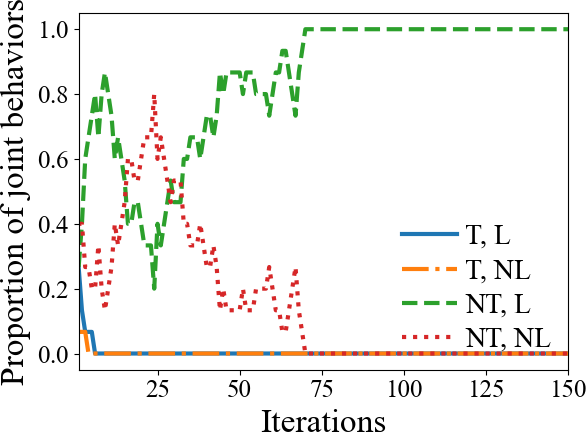 Proportion of joint behaviors
1.0
0.8
0.6
0.4
0.2
0.0
T, L
T, NL
NT, L
NT, NL
25 50 75 100 125 150
Iterations